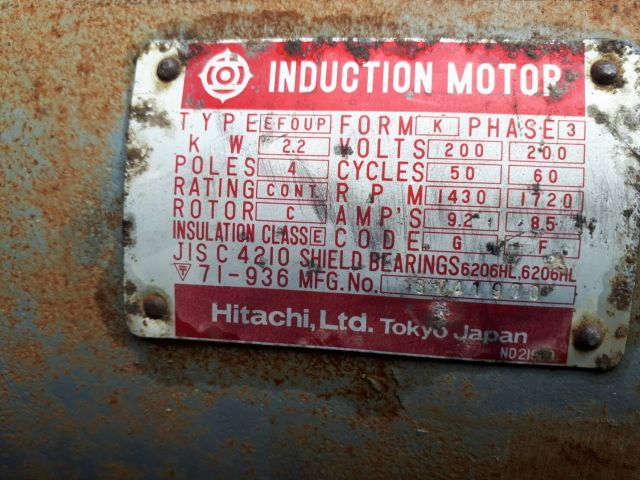 INDUCTION MOTOR
TYPE EFOUP FORM K PHASE 3
KW 2.2 VOLTS 200 200
POLES 4 CYCLES 50 60
RATING CONT RPM 1430 1720
ROTOR C AMP'S 9.2 85
INSULATION CLASS E CODE G F
JIS C 4210 SHIELD BEARINGS 6206HL,6206HL
71-936 MFG.No.
Hitachi, Ltd. Tokyo Japan